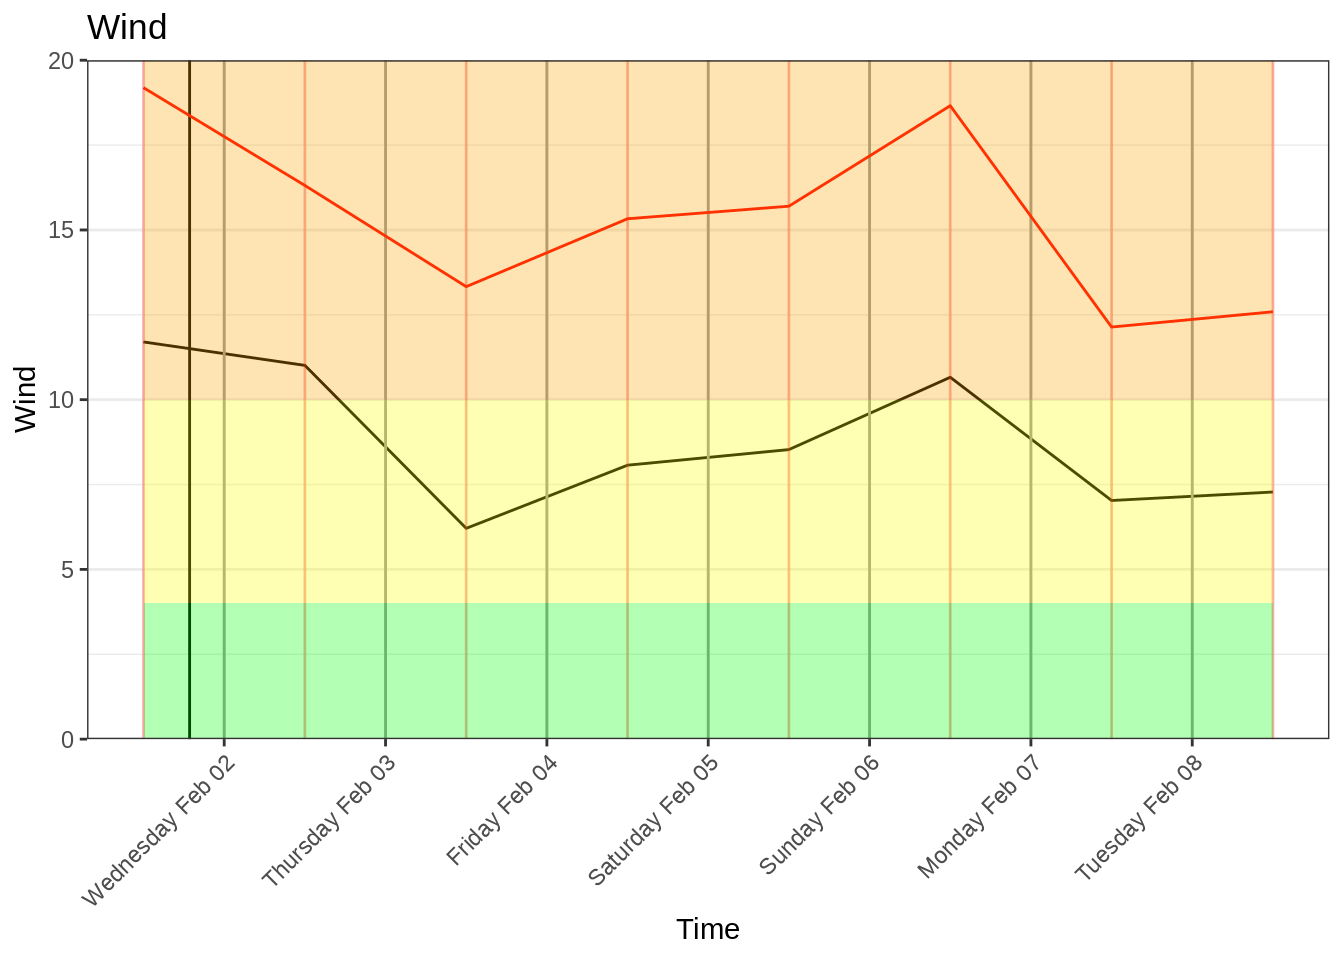 Wind
20
15
10
5
0
Wind
Wednesday Feb 02
Thursday Feb 03
Friday Feb 04
Saturday Feb 05
Sunday Feb 06
Monday Feb 07
Tuesday Feb 08
Time